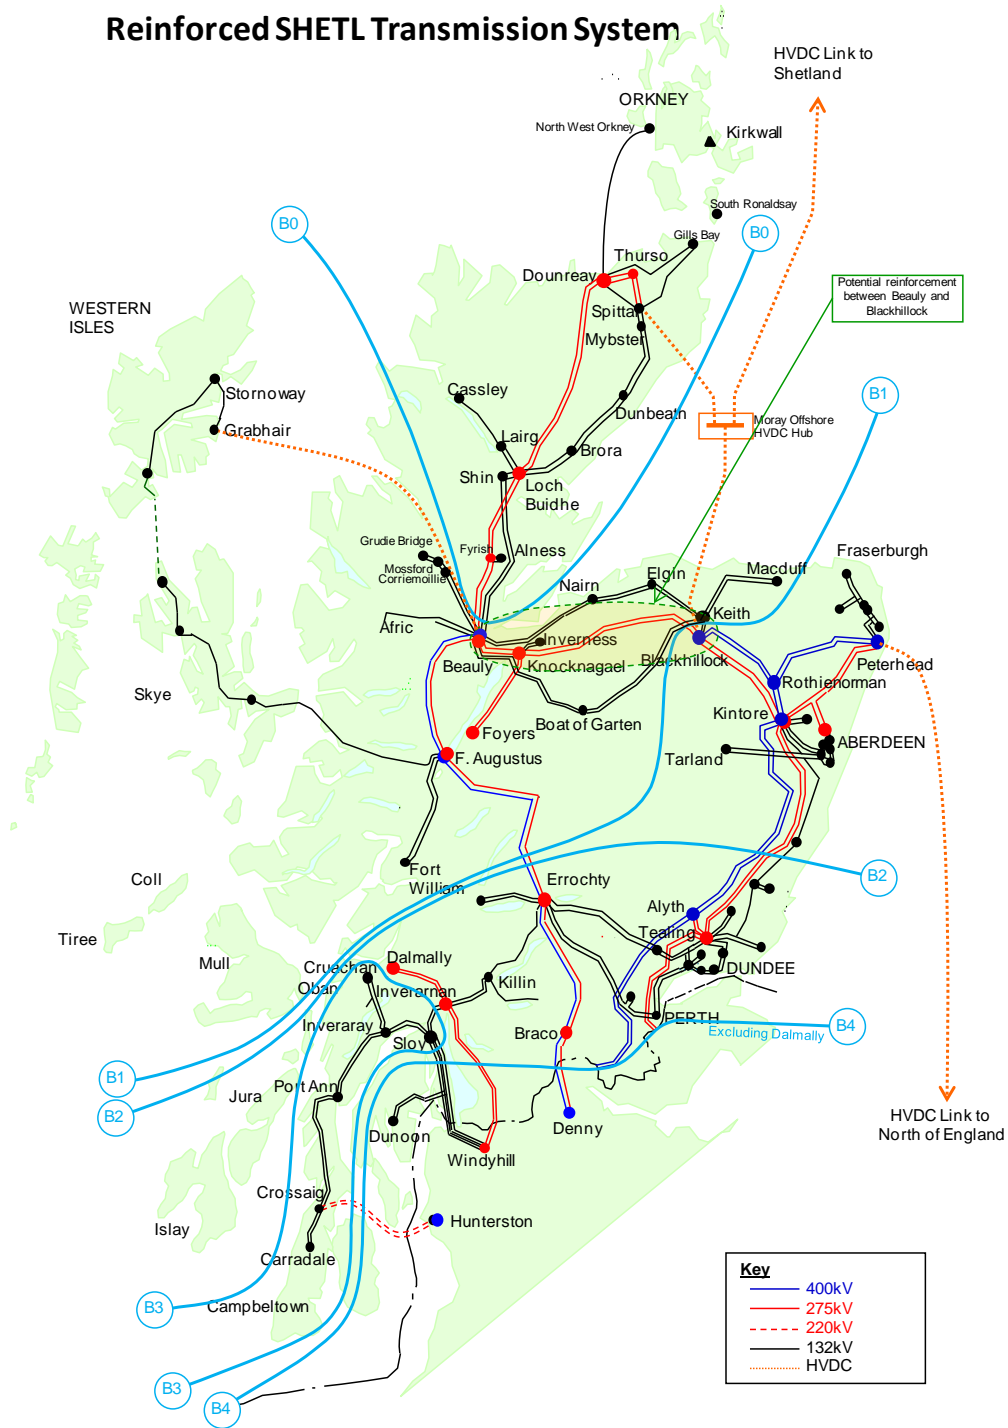 Reinforced SHETL Transmission System
HVDC Link to
Shetland
ORKNEY
North West Orkney
Kirkwall
South Ronaldsay
B0
B0
Gills Bay
Thurso
Dounreay
Potential reinforcement
between Beauly and
Blackhillock
WESTERN
ISLES
Spittal
Mybster
Stornoway
Cassley
Dunbeath
B1
Moray Offshore
HVDC Hub
Grabhair
Lairg
Brora
Shin
Loch
Buidhe
Grudie Bridge
Fyrish
Alness
Mossford
Corriemoillie
Fraserburgh
Nairn
Elgin
Macduff
Keith
Afric
Inverness
Beauly
Knocknagael
Blackhillock
Peterhead
Rothienorman
Skye
Boat of Garten
Kintore
Foyers
ABERDEEN
F. Augustus
Tarland
Fort
William
Errochty
B2
Coll
Alyth
Tiree
Tealing
Mull
Dalmally
Cruachan
DUNDEE
Oban
Inverarnan
Killin
PERTH
Inveraray
Sloy
Braco
Excluding Dalmally
B4
B1
Port Ann
Jura
B2
Dunoon
Denny
HVDC Link to
North of England
Windyhill
Crossaig
Islay
Hunterston
Carradale
B3
Campbeltown
Key
400kV
275kV
220kV
132kV
HVDC
B3
B4